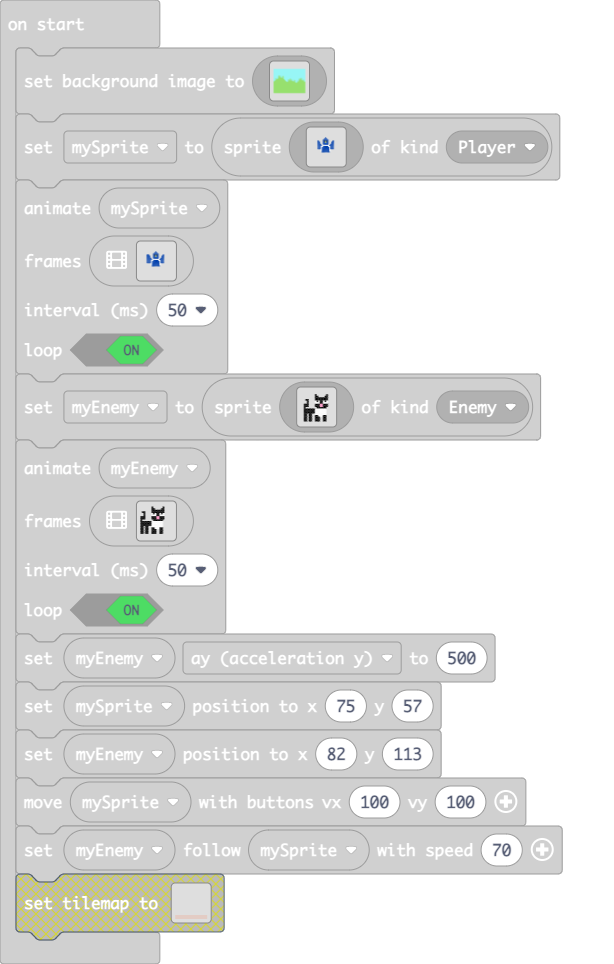 on start
set background image to
set mySprite to sprite of kind Player
animate mySprite
frames
interval (ms) 50
loop ON
set myEnemy to sprite of kind Enemy
animate myEnemy
frames
interval (ms) 50
loop ON
set myEnemy ay (acceleration y) to 500
set mySprite position to x 75 y 57
set myEnemy position to x 82 y 113
move mySprite with buttons vx 100 vy 100
set myEnemy follow mySprite with speed 70
set tilemap to